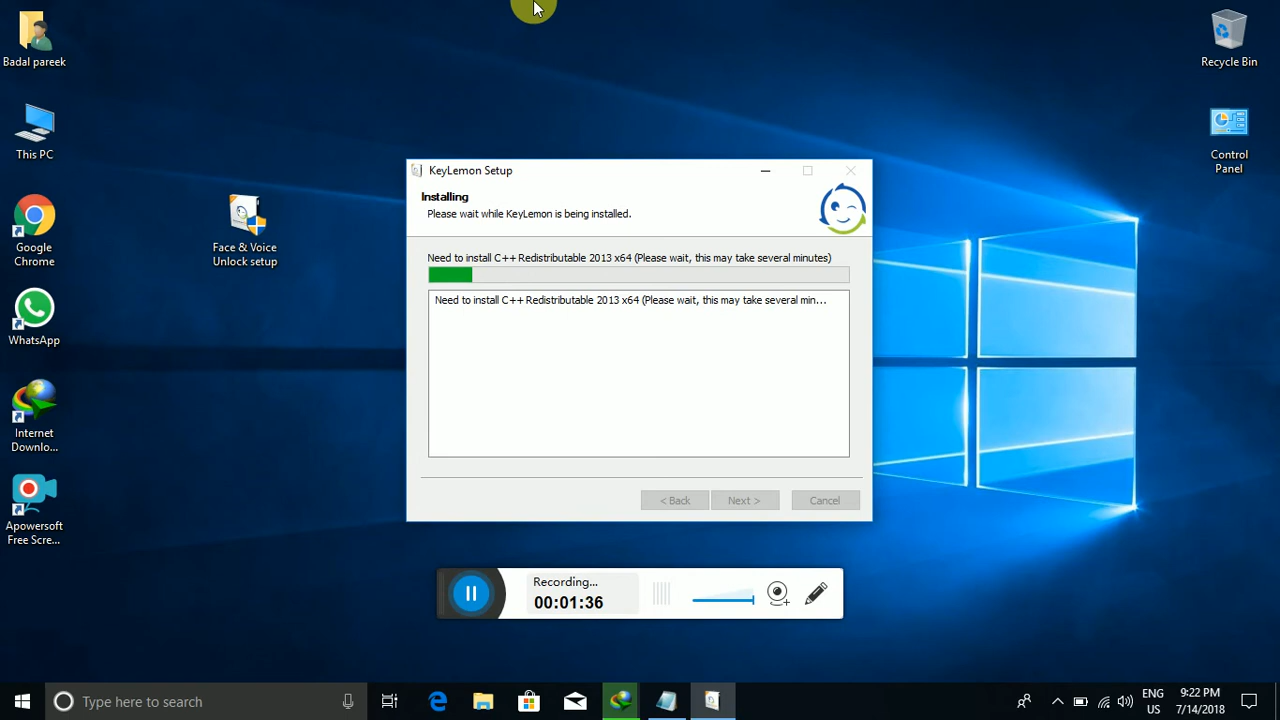 Badal pareek
This PC
Google
Chrome
WhatsApp
Internet
Downlo...
Apowersoft
Free Scre...
Face & Voice
Unlock setup
Recycle Bin
Control
Panel
KeyLemon Setup
Installing
Please wait while KeyLemon is being installed.
Need to install C++ Redistributable 2013 x64 (Please wait, this may take several minutes)
Need to install C++ Redistributable 2013 x64 (Please wait, this may take several min...
< Back
Next >
Cancel
Recording...
00:01:36
Type here to search
ENG
US
9:22 PM
7/14/2018